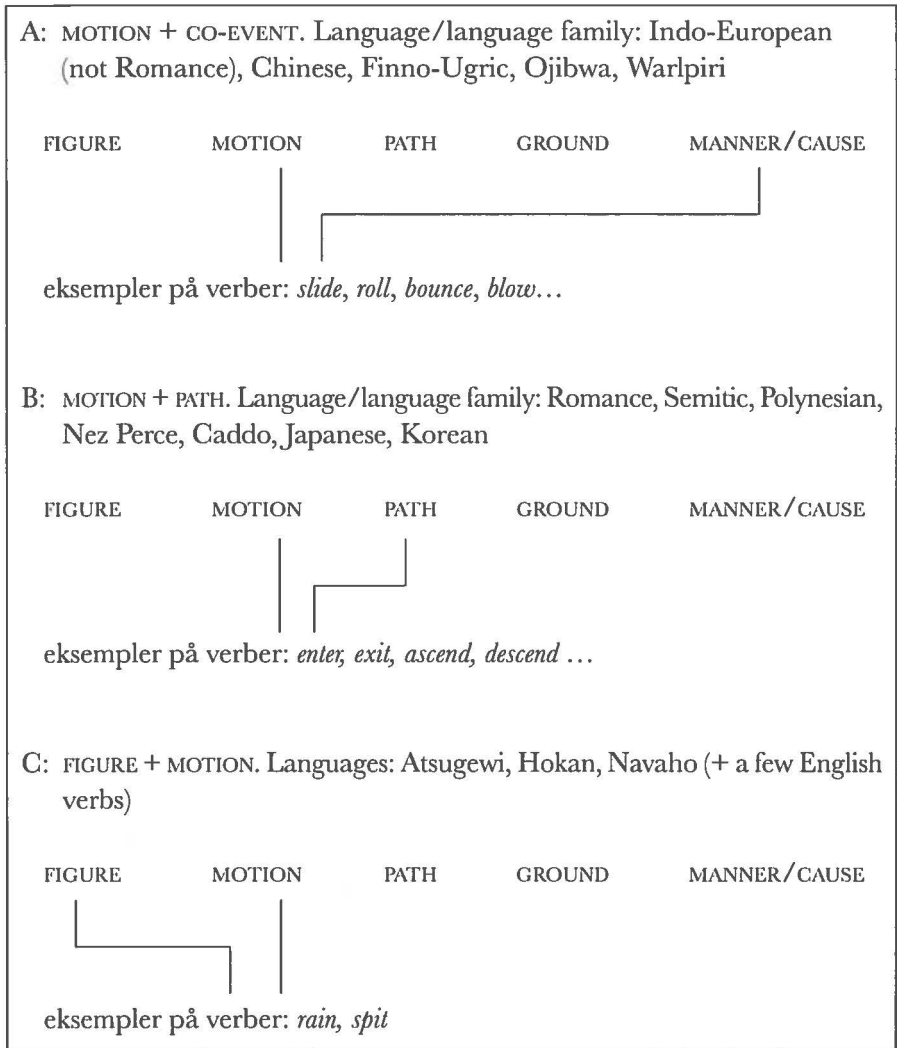 A: MOTION + CO-EVENT. Language/language family: Indo-European
(not Romance), Chinese, Finno-Ugric, Ojibwa, Warlpiri
FIGURE MOTION PATH GROUND MANNER/CAUSE
eksempler på verber: slide, roll, bounce, blow…
B: MOTION + PATH. Language/language family: Romance, Semitic, Polynesian,
Nez Perce, Caddo, Japanese, Korean
FIGURE MOTION PATH GROUND MANNER/CAUSE
eksempler på verber: enter, exit, ascend, descend …
C: FIGURE + MOTION. Languages: Atsugewi, Hokan, Navaho (+ a few English
verbs)
FIGURE MOTION PATH GROUND MANNER/CAUSE
eksempler på verber: rain, spit